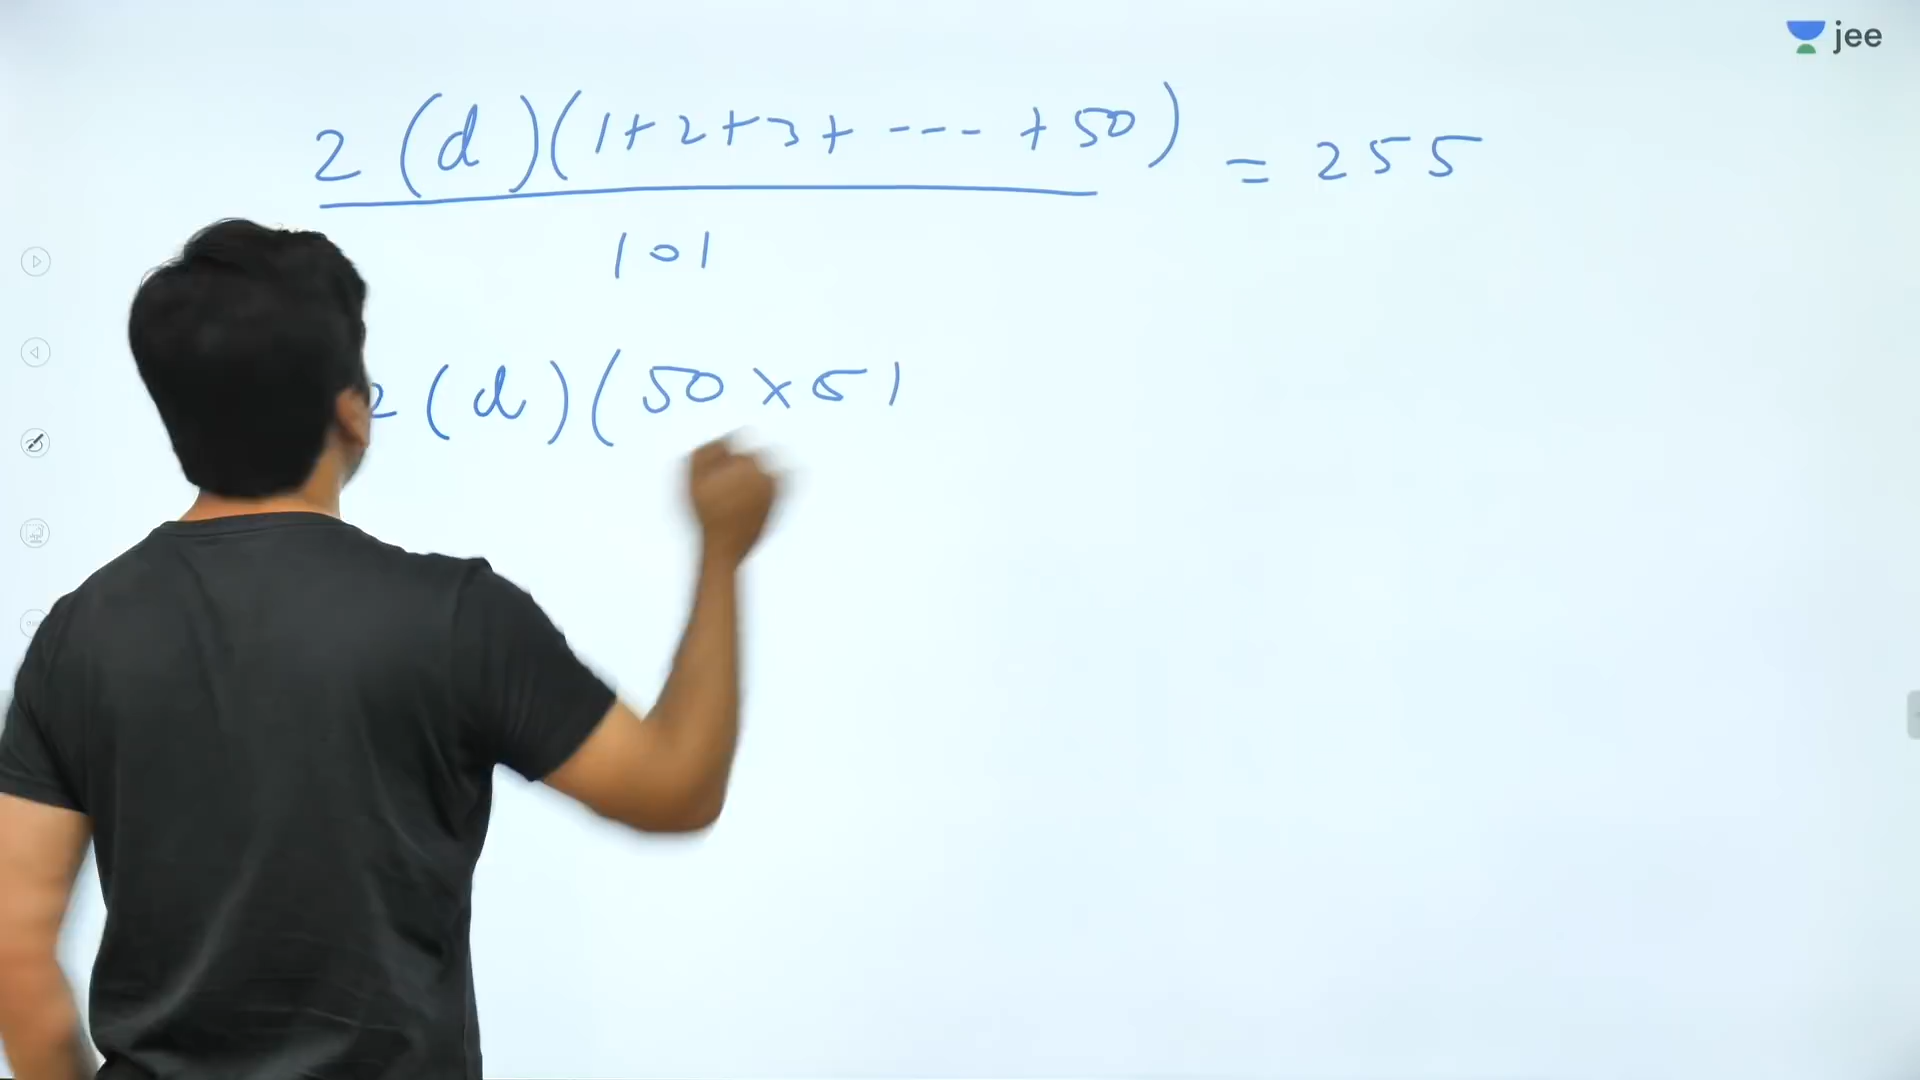 jee
2 (d)(1+2+3+ --- +50) = 255
101
2 (d)(50×51